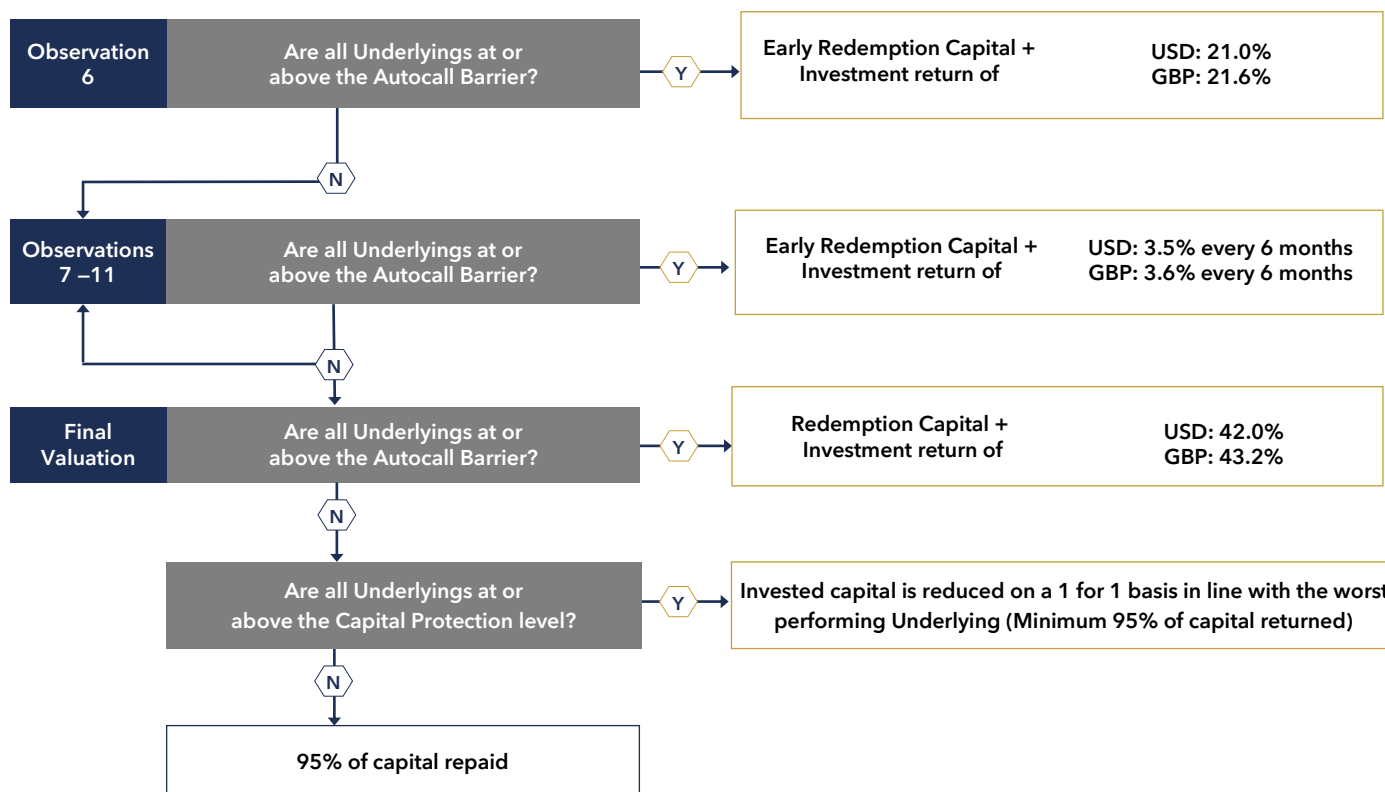 Observation
6
Are all Underlyings at or
above the Autocall Barrier?
Y
Early Redemption Capital +
Investment return of
USD: 21.0%
GBP: 21.6%
N
Observations
7 –11
Are all Underlyings at or
above the Autocall Barrier?
Y
Early Redemption Capital +
Investment return of
USD: 3.5% every 6 months
GBP: 3.6% every 6 months
N
Final
Valuation
Are all Underlyings at or
above the Autocall Barrier?
Y
Redemption Capital +
Investment return of
USD: 42.0%
GBP: 43.2%
N
Are all Underlyings at or
above the Capital Protection level?
Y
Invested capital is reduced on a 1 for 1 basis in line with the worst
performing Underlying (Minimum 95% of capital returned)
N
95% of capital repaid